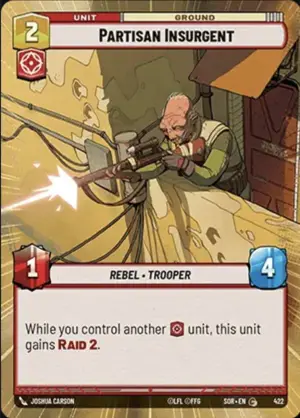 UNIT GROUND
2 PARTISAN INSURGENT
1 4
REBEL • TROOPER
While you control another unit, this unit
gains RAID 2.
JOSHUA CARSON ©LFL ©FFG SOR • EN C 422